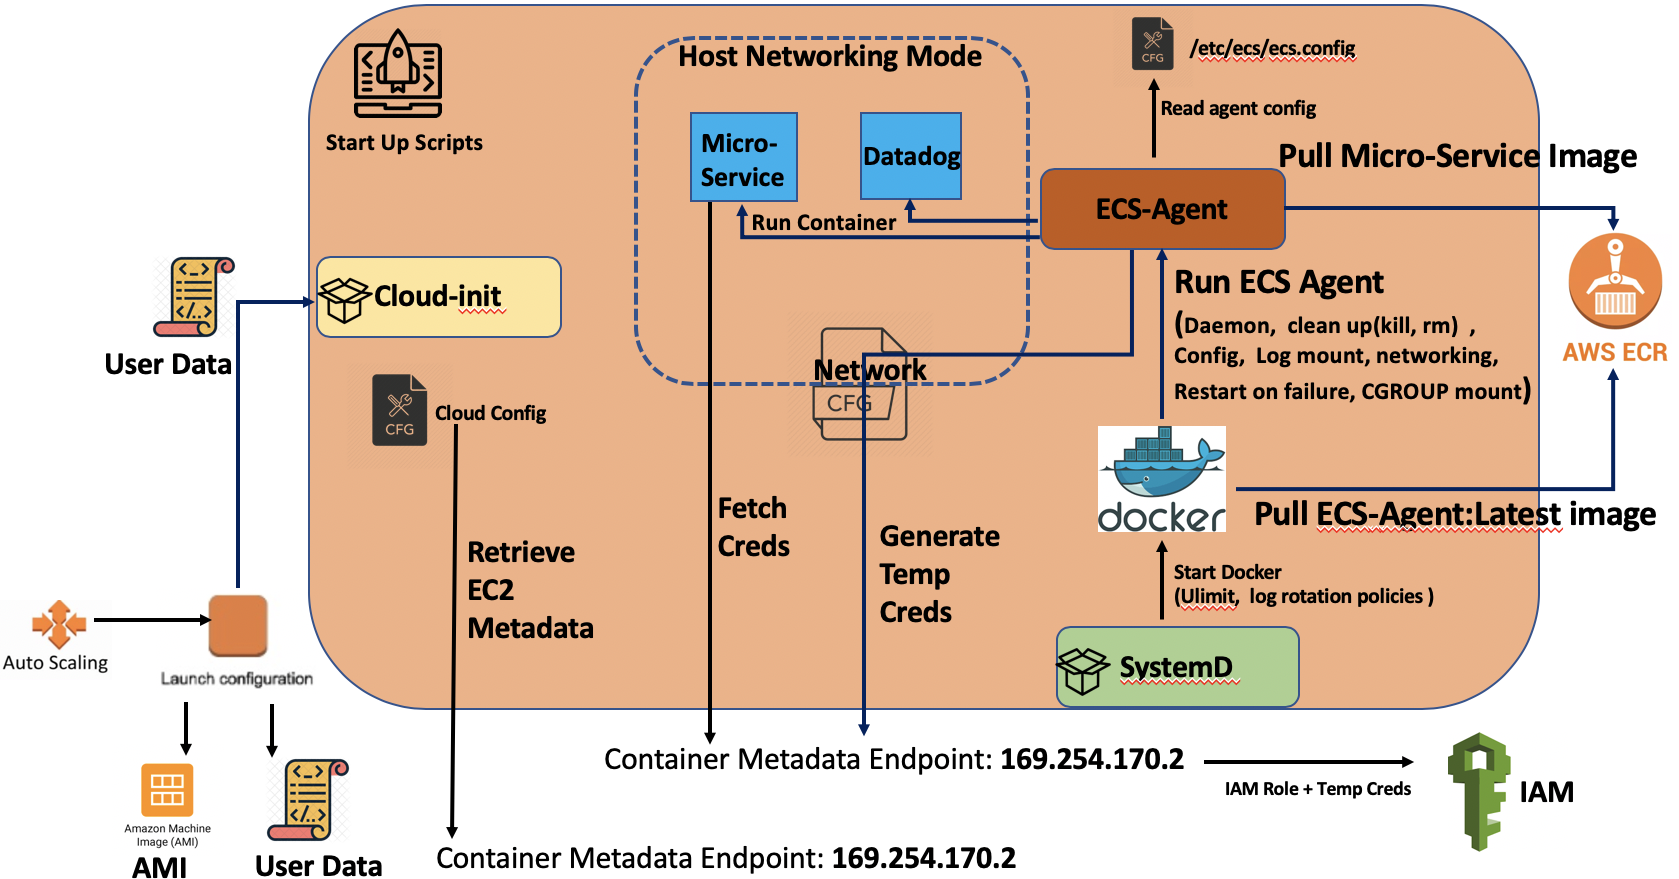 Host Networking Mode
/etc/ecs/ecs.config
CFG
Read agent config
Start Up Scripts
Micro-
Service
Datadog
Pull Micro-Service Image
ECS-Agent
Run Container
Cloud-init
User Data
Run ECS Agent
(Daemon, clean up(kill, rm) ,
Config, Log mount, networking,
Restart on failure, CGROUP mount)
AWS ECR
Network
CFG
CFG
Cloud Config
docker
Pull ECS-Agent:Latest image
Fetch
Creds
Generate
Temp
Creds
Retrieve
EC2
Metadata
Start Docker
(Ulimit, log rotation policies )
SystemD
Auto Scaling
Launch configuration
Container Metadata Endpoint: 169.254.170.2
IAM Role + Temp Creds
IAM
Amazon Machine
Image (AMI)
AMI
User Data
Container Metadata Endpoint: 169.254.170.2